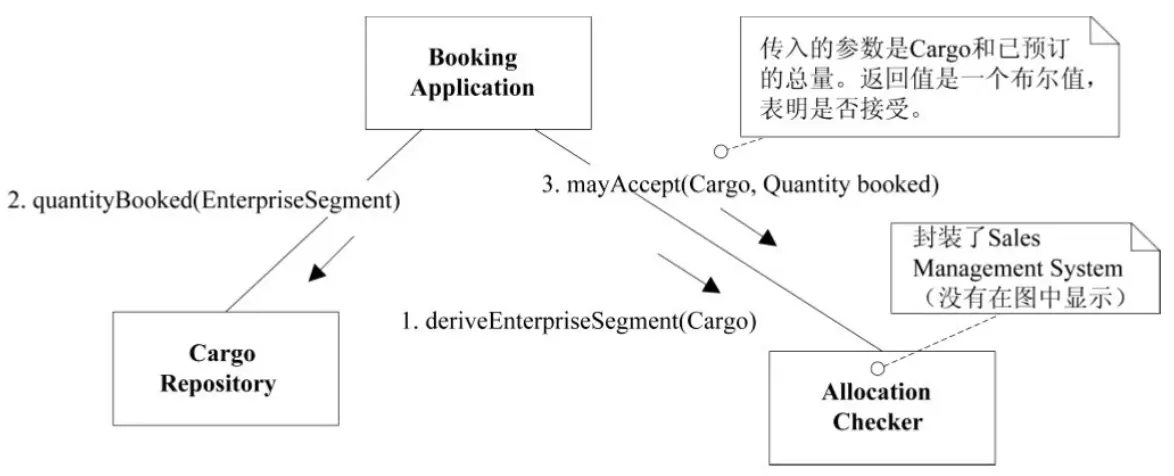 Booking
Application
传入的参数是Cargo和已预订
的总量。返回值是一个布尔值，
表明是否接受。
2. quantityBooked(EnterpriseSegment)
3. mayAccept(Cargo, Quantity booked)
封装了Sales
Management System
（没有在图中显示）
1. deriveEnterpriseSegment(Cargo)
Cargo
Repository
Allocation
Checker